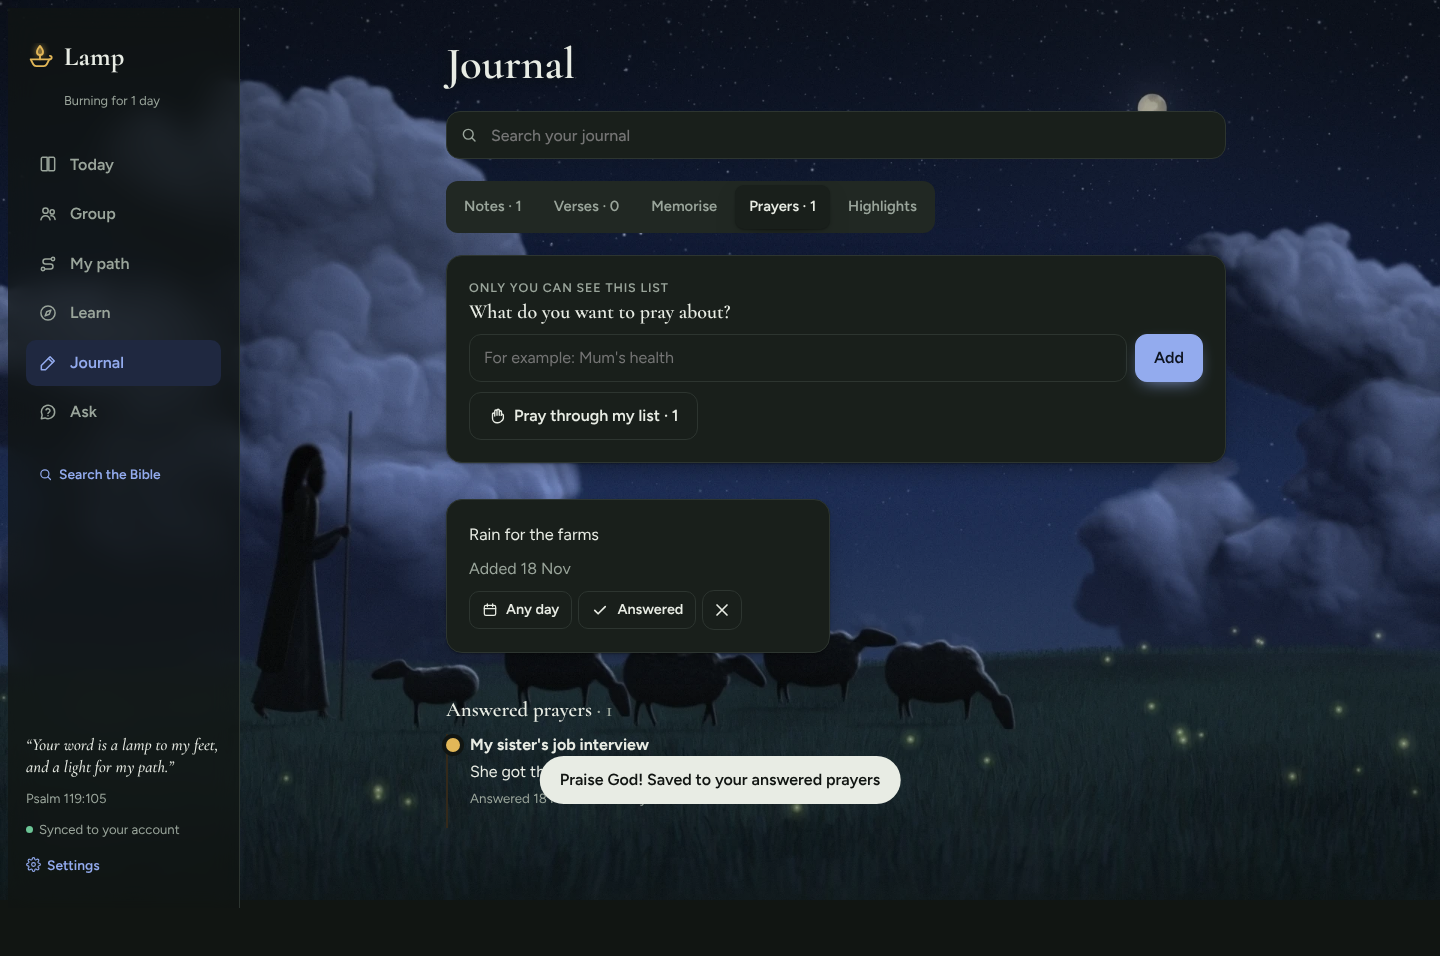 Lamp
Burning for 1 day
Today
Group
My path
Learn
Journal
Ask
Search the Bible
“Your word is a lamp to my feet,
and a light for my path.”
Psalm 119:105
Synced to your account
Settings
Journal
Search your journal
Notes · 1
Verses · 0
Memorise
Prayers · 1
Highlights
ONLY YOU CAN SEE THIS LIST
What do you want to pray about?
For example: Mum's health
Add
Pray through my list · 1
Rain for the farms
Added 18 Nov
Any day
Answered
Answered prayers · 1
My sister's job interview
She got
Praise God! Saved to your answered prayers
Answered 18